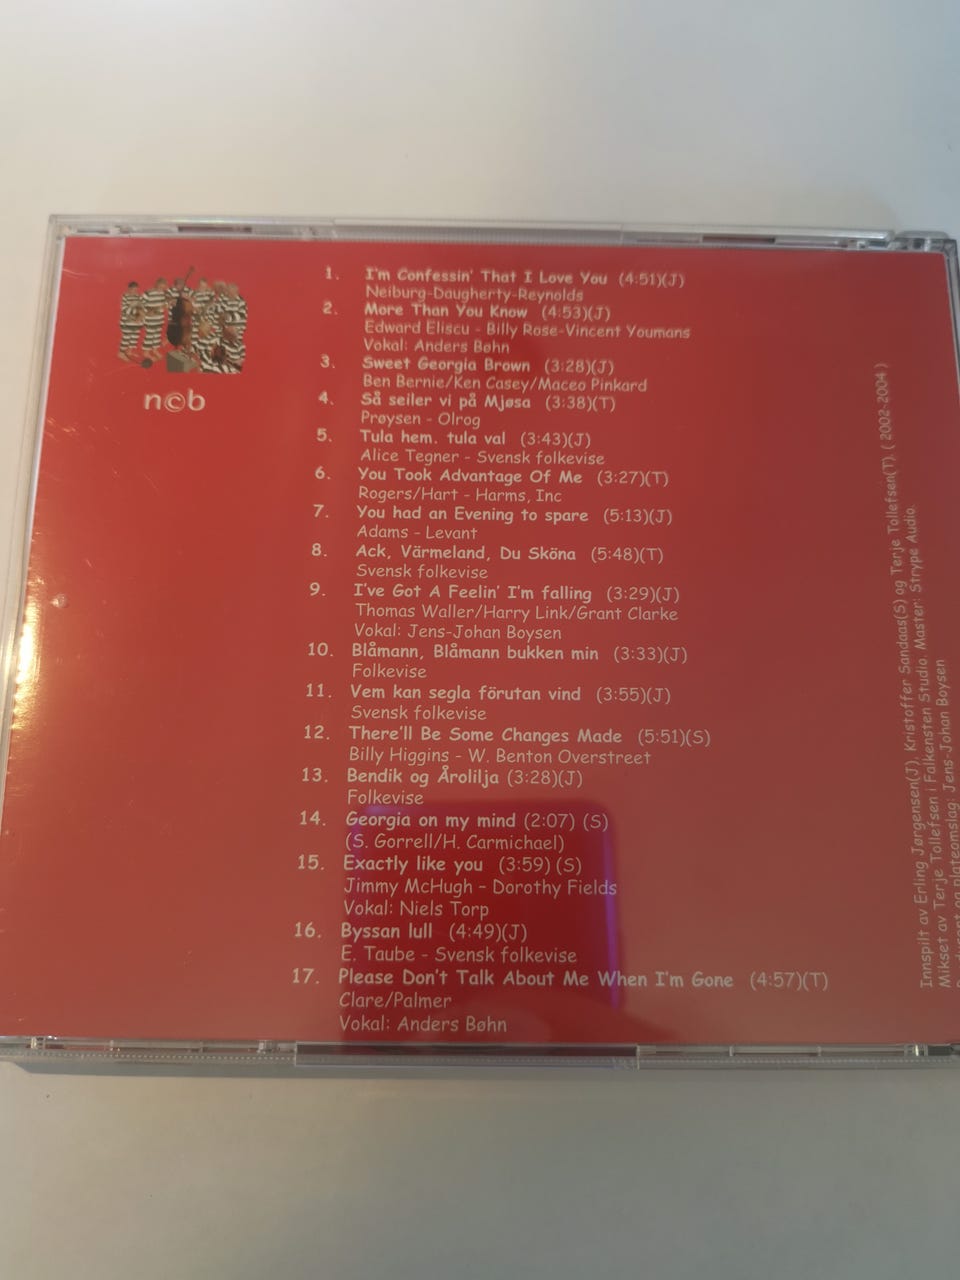 n©b
1. I'm Confessin' That I Love You (4:51)(J)
Neiburg-Daugherty-Reynolds
2. More Than You Know (4:53)(J)
Edward Eliscu - Billy Rose-Vincent Youmans
Vokal: Anders Bøhn
3. Sweet Georgia Brown (3:28)(J)
Ben Bernie/Ken Casey/Maceo Pinkard
4. Så seiler vi på Mjøsa (3:38)(T)
Prøysen - Olrog
5. Tula hem. tula val (3:43)(J)
Alice Tegner - Svensk folkevise
6. You Took Advantage Of Me (3:27)(T)
Rogers/Hart - Harms, Inc
7. You had an Evening to spare (5:13)(J)
Adams - Levant
8. Ack, Värmeland, Du Sköna (5:48)(T)
Svensk folkevise
9. I've Got A Feelin' I'm falling (3:29)(J)
Thomas Waller/Harry Link/Grant Clarke
Vokal: Jens-Johan Boysen
10. Blåmann, Blåmann bukken min (3:33)(J)
Folkevise
11. Vem kan segla förutan vind (3:55)(J)
Svensk folkevise
12. There'll Be Some Changes Made (5:51)(S)
Billy Higgins - W. Benton Overstreet
13. Bendik og Årolilja (3:28)(J)
Folkevise
14. Georgia on my mind (2:07) (S)
(S. Gorrell/H. Carmichael)
15. Exactly like you (3:59) (S)
Jimmy McHugh - Dorothy Fields
Vokal: Niels Torp
16. Byssan lull (4:49)(J)
E. Taube - Svensk folkevise
17. Please Don't Talk About Me When I'm Gone (4:57)(T)
Clare/Palmer
Vokal: Anders Bøhn
Innspilt av Erling Jørgensen(J), Kristoffer Sandaas(S) og Terje Tollefsen(T), ( 2002-2004 )
Mikset av Terje Tollefsen i Falkensten Studio. Master: Strype Audio.
og plateomslag: Jens-Johan Boysen